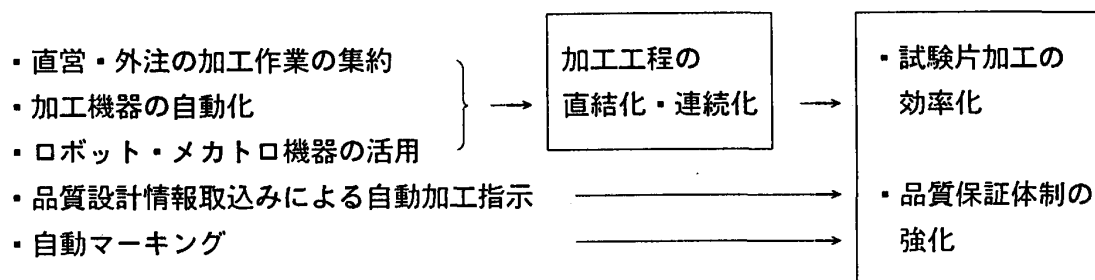 ▪直営・外注の加工作業の集約
▪加工機器の自動化
▪ロボット・メカトロ機器の活用
▪品質設計情報取込みによる自動加工指示
▪自動マーキング
加工工程の
直結化・連続化
▪試験片加工の
効率化
▪品質保証体制の
強化